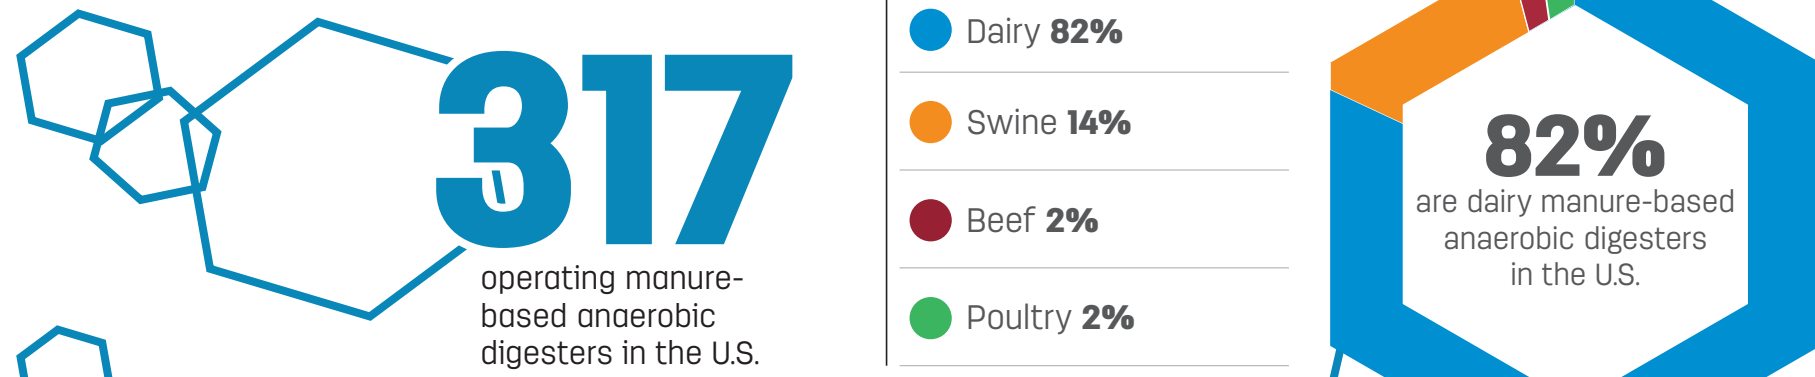 317
operating manure-
based anaerobic
digesters in the U.S.
Dairy 82%
Swine 14%
Beef 2%
Poultry 2%
82%
are dairy manure-based
anaerobic digesters
in the U.S.